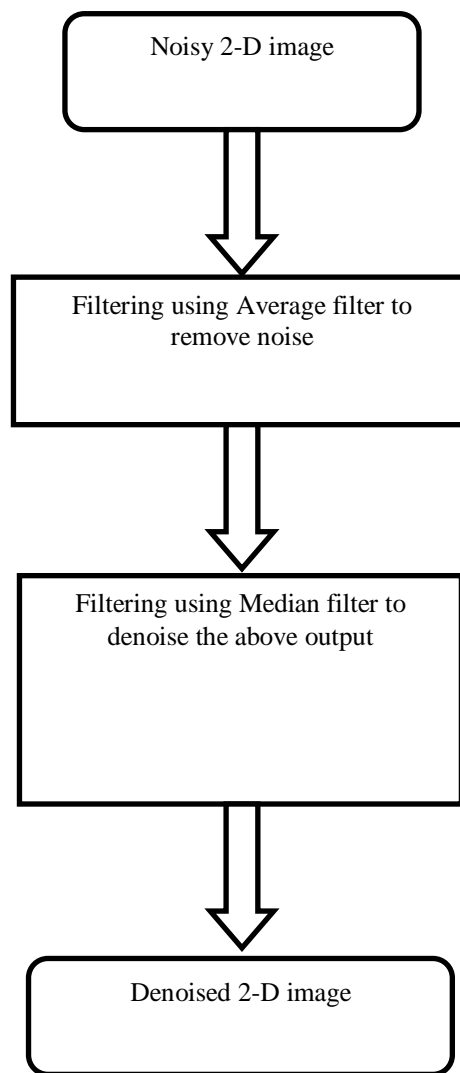 Noisy 2-D image
Filtering using Average filter to
remove noise
Filtering using Median filter to
denoise the above output
Denoised 2-D image